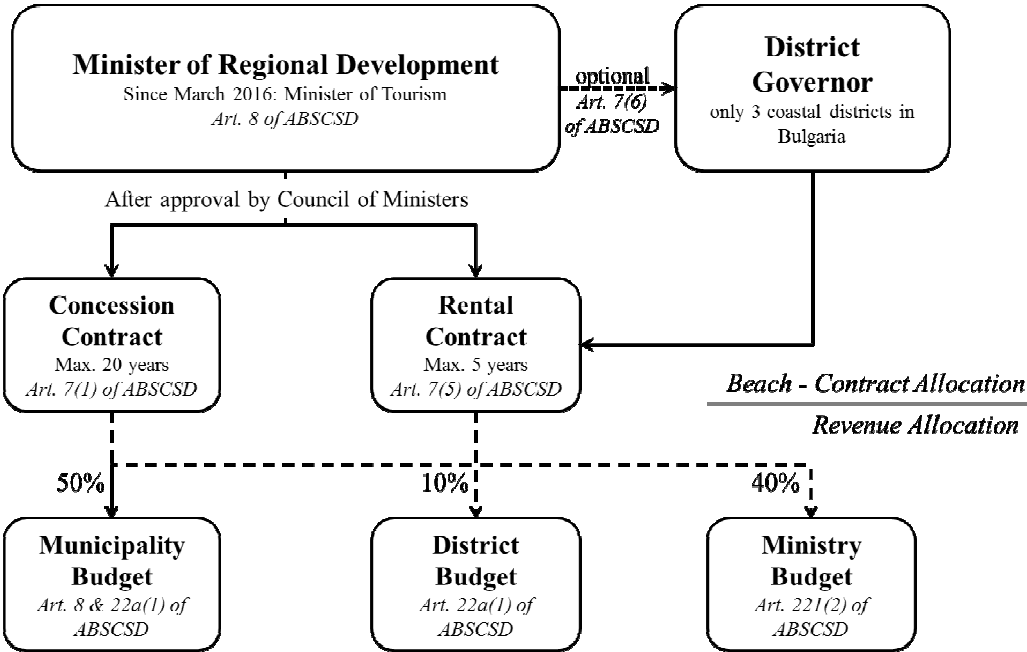 Minister of Regional Development
Since March 2016: Minister of Tourism
Art. 8 of ABSCSD
optional
Art. 7(6)
of ABSCSD
District
Governor
only 3 coastal districts in
Bulgaria
After approval by Council of Ministers
Concession
Contract
Max. 20 years
Art. 7(1) of ABSCSD
Rental
Contract
Max. 5 years
Art. 7(5) of ABSCSD
Beach - Contract Allocation
Revenue Allocation
50%
10%
40%
Municipality
Budget
Art. 8 & 22a(1) of
ABSCSD
District
Budget
Art. 22a(1) of
ABSCSD
Ministry
Budget
Art. 221(2) of
ABSCSD